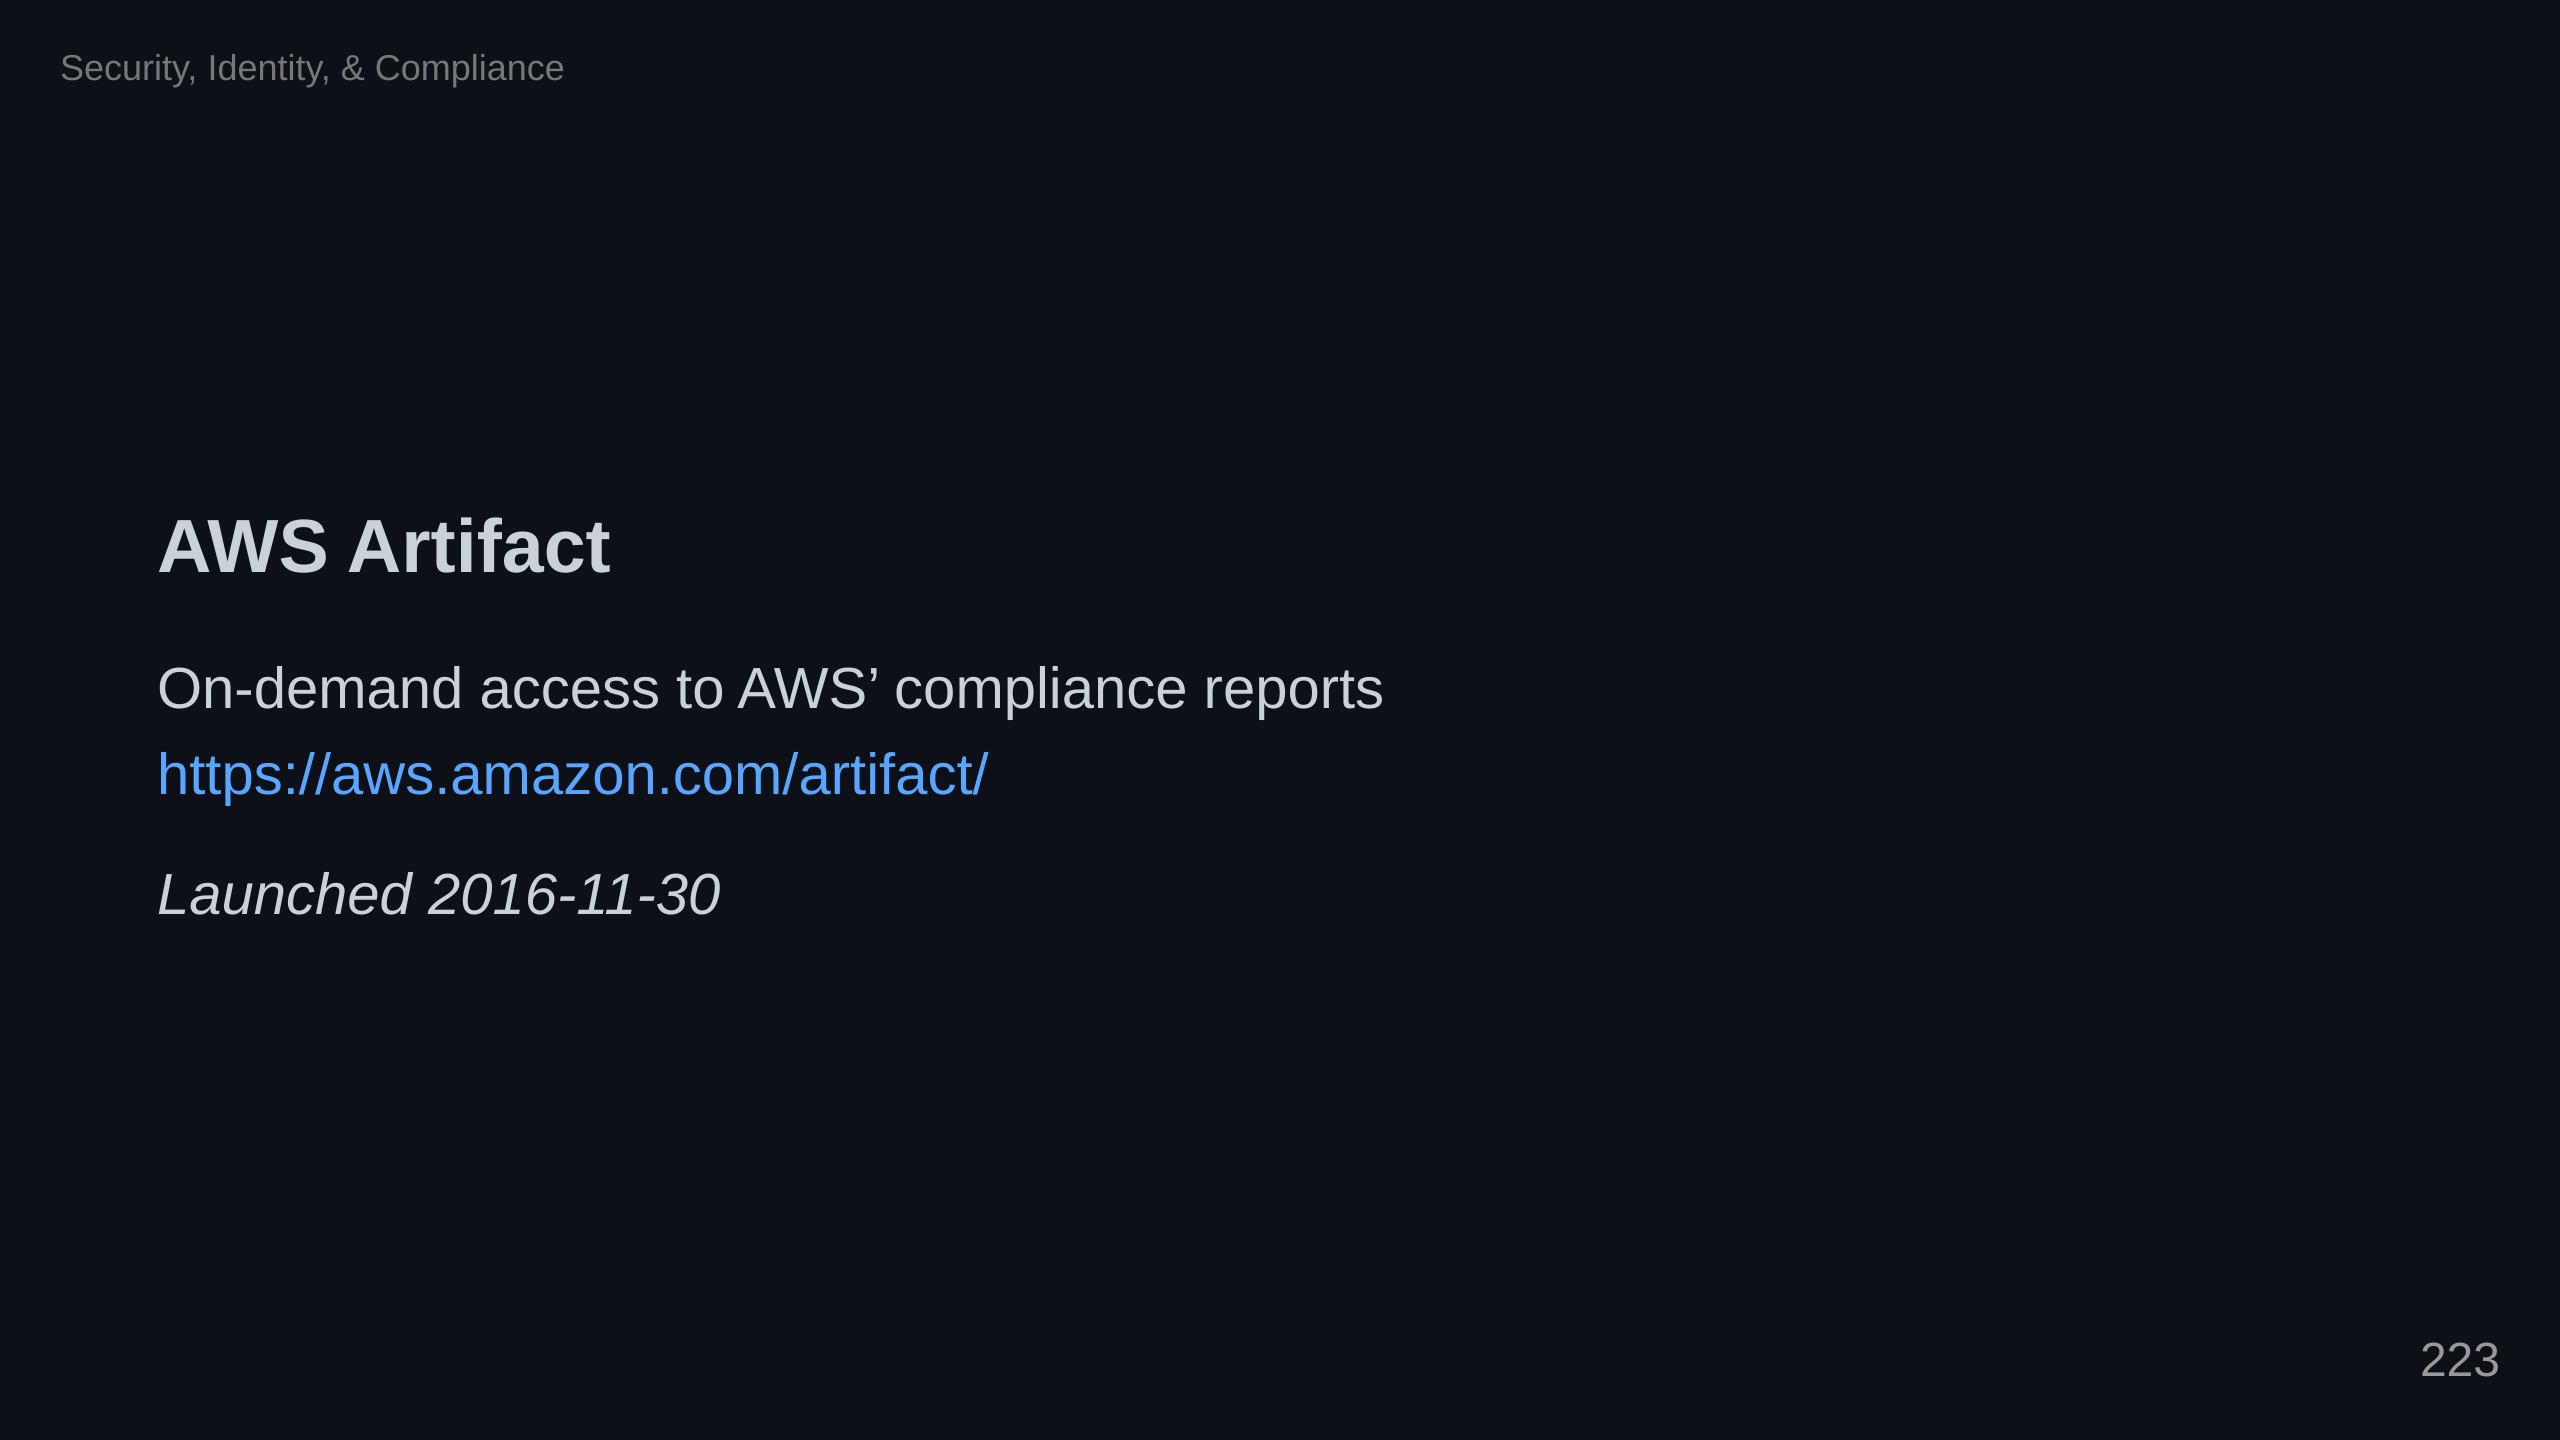 Security, Identity, & Compliance
AWS Artifact
On-demand access to AWS’ compliance reports
https://aws.amazon.com/artifact/
Launched 2016-11-30
223